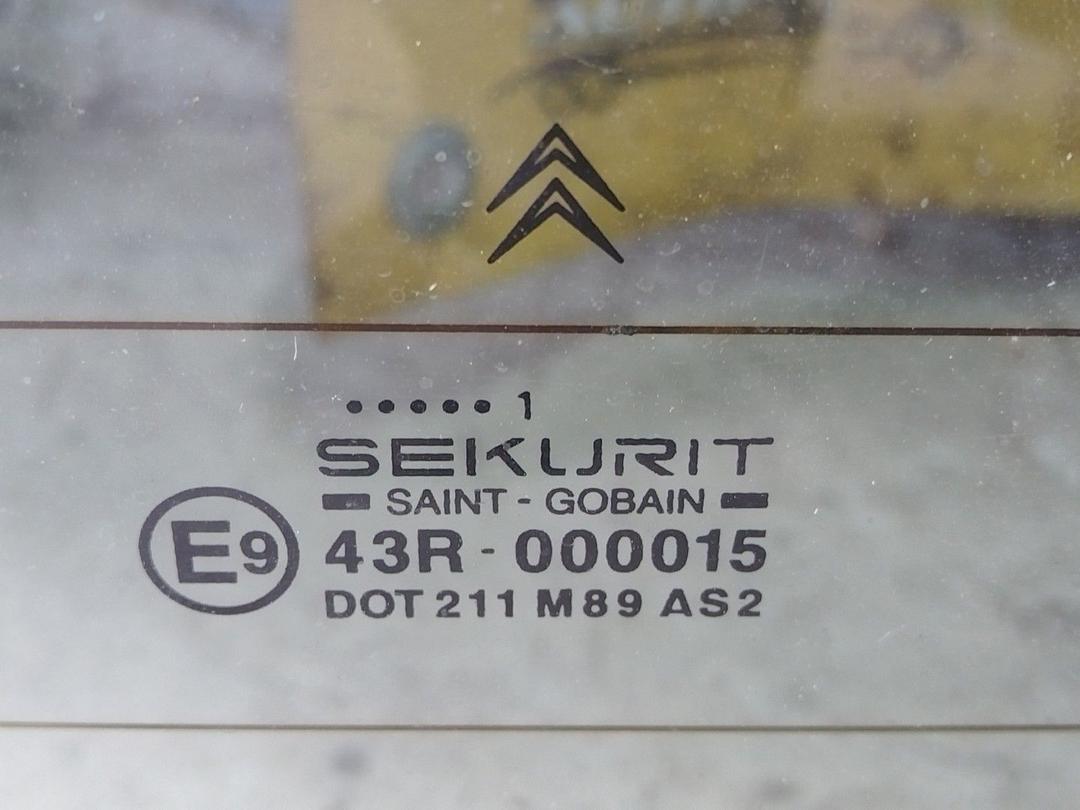 ••••• 1
SEKURIT
SAINT - GOBAIN
E9 43R - 000015
DOT 211 M89 AS2